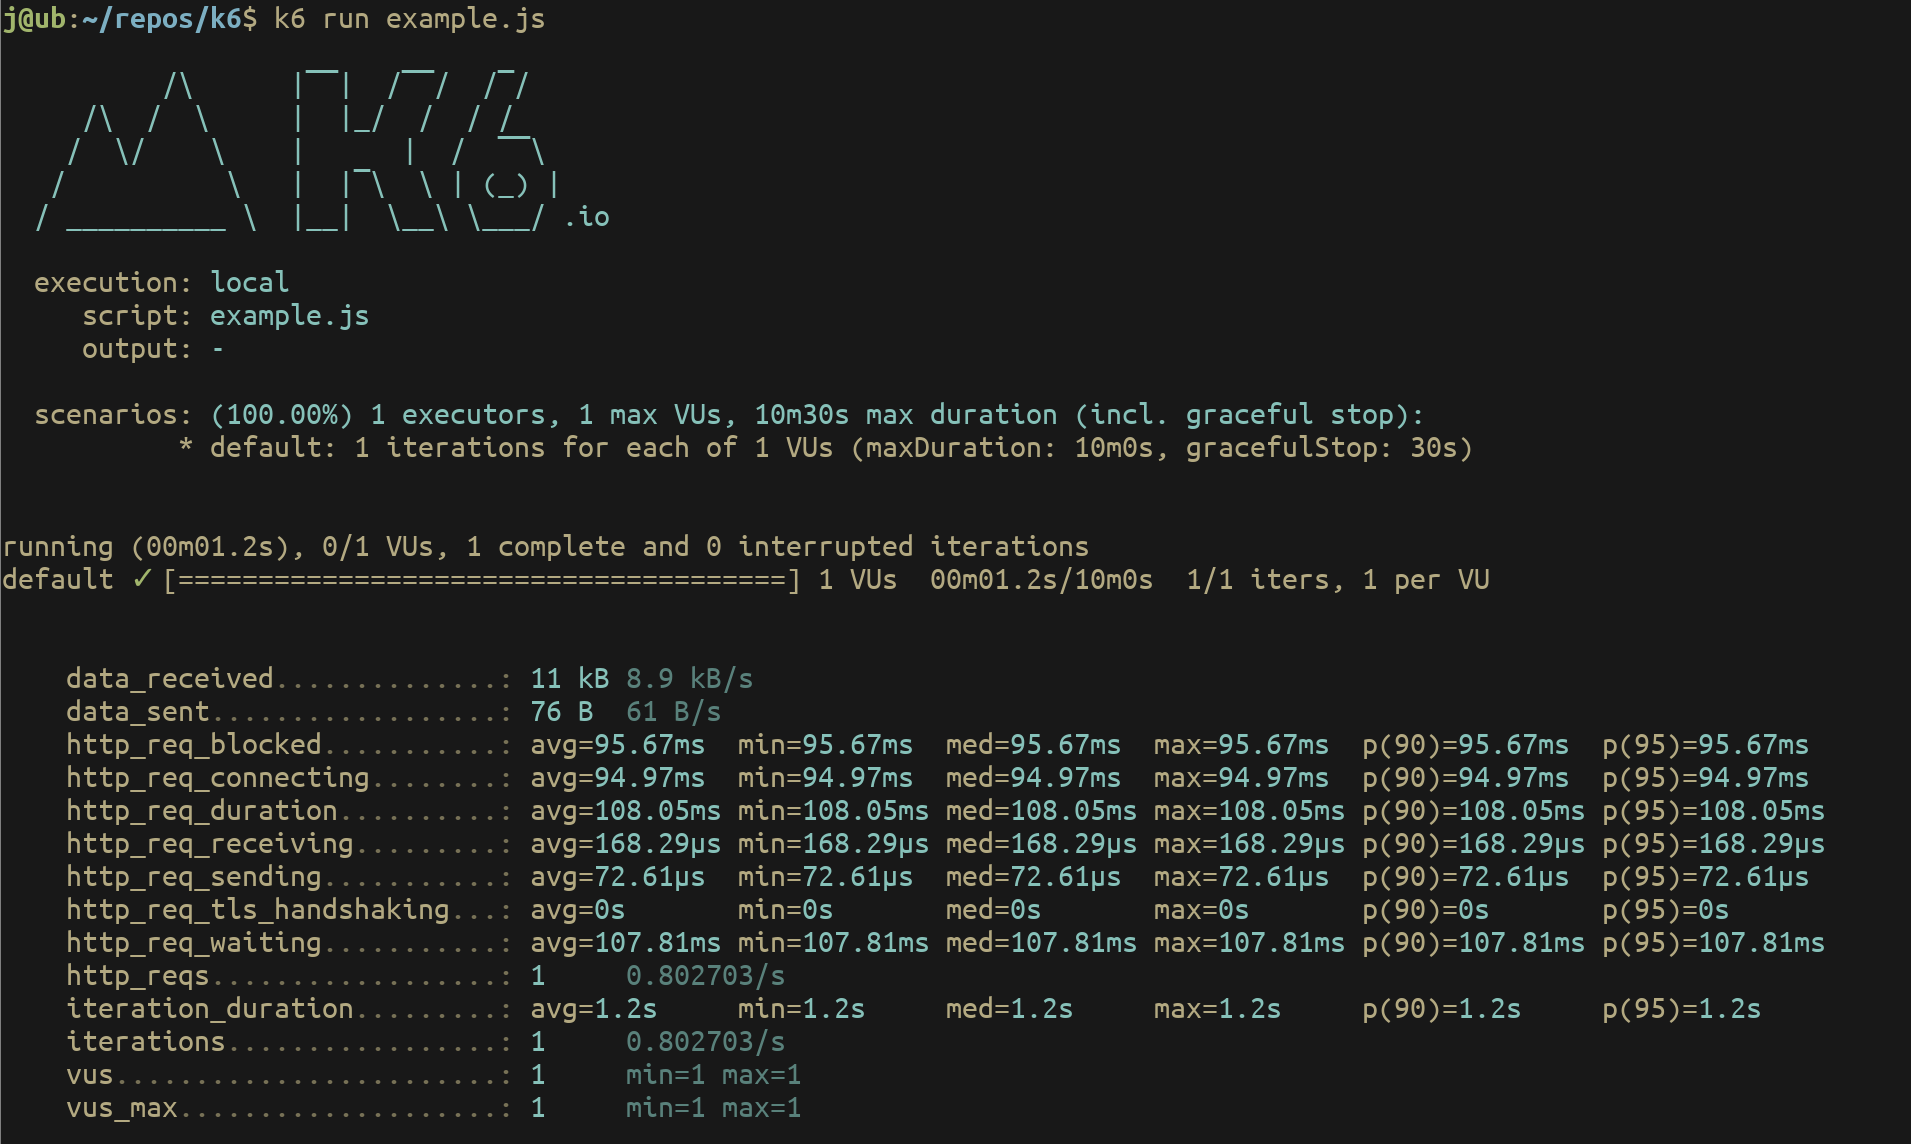 j@ub:~/repos/k6$ k6 run example.js

          /\      |‾‾|  /‾‾/  /‾/
     /\  /  \     |  |_/  /  / /
    /  \/    \    |      |  /  ‾‾\
   /          \   |  |‾\  \ | (_) |
  / __________ \  |__|  \__\ \___/ .io

  execution: local
     script: example.js
     output: -

  scenarios: (100.00%) 1 executors, 1 max VUs, 10m30s max duration (incl. graceful stop):
           * default: 1 iterations for each of 1 VUs (maxDuration: 10m0s, gracefulStop: 30s)

running (00m01.2s), 0/1 VUs, 1 complete and 0 interrupted iterations
default ✓ [======================================] 1 VUs  00m01.2s/10m0s  1/1 iters, 1 per VU

    data_received..............: 11 kB 8.9 kB/s
    data_sent..................: 76 B  61 B/s
    http_req_blocked...........: avg=95.67ms  min=95.67ms  med=95.67ms  max=95.67ms  p(90)=95.67ms  p(95)=95.67ms
    http_req_connecting........: avg=94.97ms  min=94.97ms  med=94.97ms  max=94.97ms  p(90)=94.97ms  p(95)=94.97ms
    http_req_duration..........: avg=108.05ms min=108.05ms med=108.05ms max=108.05ms p(90)=108.05ms p(95)=108.05ms
    http_req_receiving.........: avg=168.29µs min=168.29µs med=168.29µs max=168.29µs p(90)=168.29µs p(95)=168.29µs
    http_req_sending...........: avg=72.61µs  min=72.61µs  med=72.61µs  max=72.61µs  p(90)=72.61µs  p(95)=72.61µs
    http_req_tls_handshaking...: avg=0s       min=0s       med=0s       max=0s       p(90)=0s       p(95)=0s
    http_req_waiting...........: avg=107.81ms min=107.81ms med=107.81ms max=107.81ms p(90)=107.81ms p(95)=107.81ms
    http_reqs..................: 1     0.802703/s
    iteration_duration.........: avg=1.2s     min=1.2s     med=1.2s     max=1.2s     p(90)=1.2s     p(95)=1.2s
    iterations.................: 1     0.802703/s
    vus........................: 1     min=1 max=1
    vus_max....................: 1     min=1 max=1